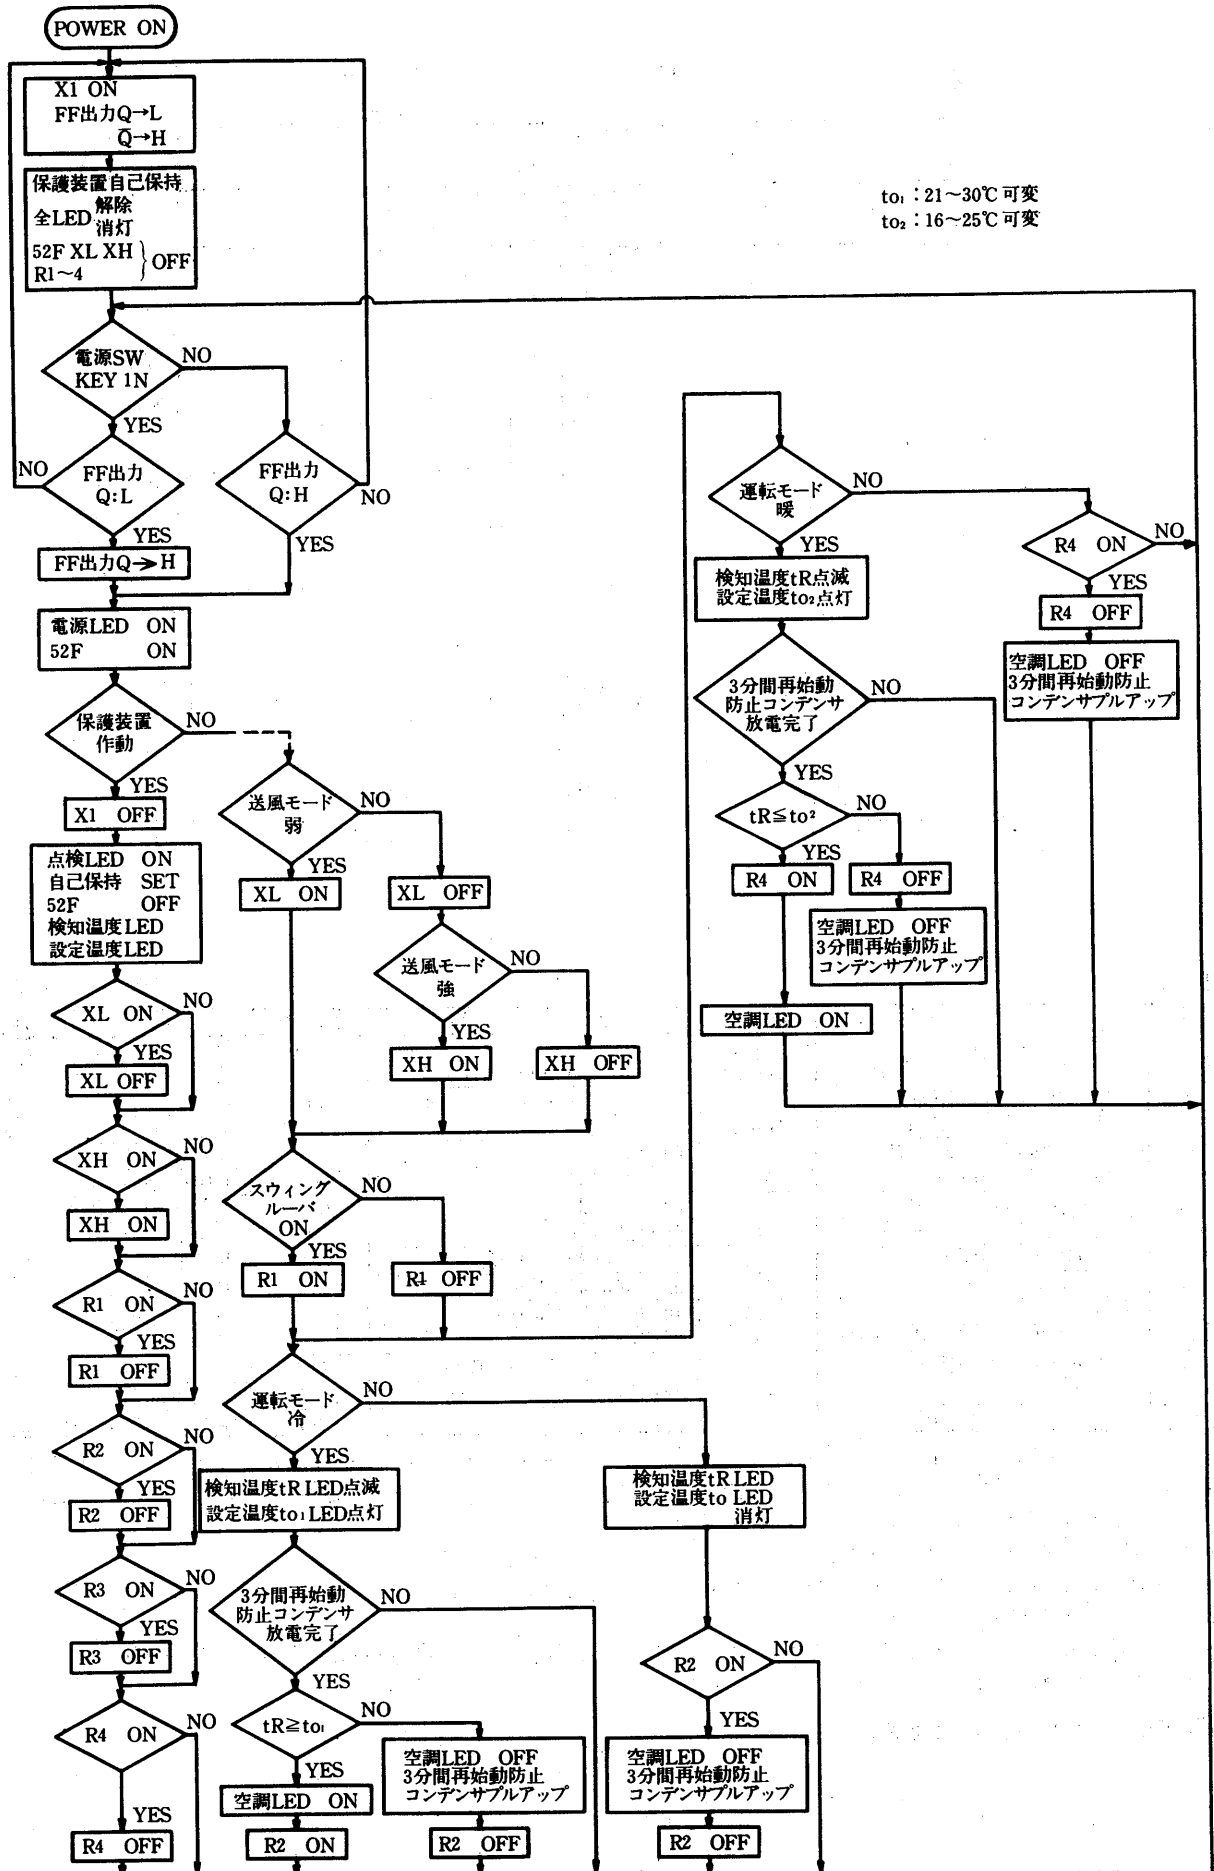 POWER ON
X1 ON
FF出力Q→L
Q̄→H
保護装置自己保持
解除
全LED 消灯
52F XL XH
R1〜4 } OFF
to₁：21〜30℃ 可変
to₂：16〜25℃ 可変
電源SW
KEY 1N
NO
YES
FF出力
Q:L
NO
YES
FF出力
Q:H
NO
YES
FF出力Q→H
電源LED ON
52F ON
保護装置
作動
NO
YES
X1 OFF
点検LED ON
自己保持 SET
52F OFF
検知温度LED
設定温度LED
XL ON
NO
YES
XL OFF
XH ON
NO
XH ON
R1 ON
NO
YES
R1 OFF
R2 ON
NO
YES
R2 OFF
R3 ON
NO
YES
R3 OFF
R4 ON
NO
YES
R4 OFF
送風モード
弱
NO
YES
XL ON
XL OFF
送風モード
強
NO
YES
XH ON
XH OFF
スウィング
ルーバ
ON
NO
YES
R1 ON
R1 OFF
運転モード
冷
NO
YES
検知温度tR LED点滅
設定温度to₁LED点灯
3分間再始動
防止コンデンサ
放電完了
NO
YES
tR≧to₁
NO
YES
空調LED ON
R2 ON
空調LED OFF
3分間再始動防止
コンデンサプルアップ
R2 OFF
検知温度tR LED
設定温度to LED
消灯
R2 ON
NO
YES
空調LED OFF
3分間再始動防止
コンデンサプルアップ
R2 OFF
運転モード
暖
NO
YES
検知温度tR点滅
設定温度to₂点灯
3分間再始動
防止コンデンサ
放電完了
NO
YES
tR≦to²
NO
YES
R4 ON
R4 OFF
空調LED OFF
3分間再始動防止
コンデンサプルアップ
空調LED ON
R4 ON
NO
YES
R4 OFF
空調LED OFF
3分間再始動防止
コンデンサプルアップ